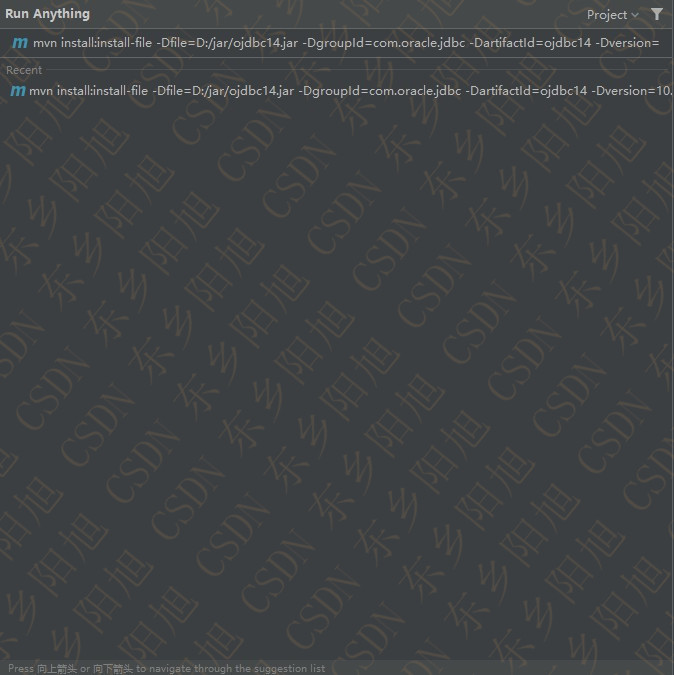 Run Anything
Project
m mvn install:install-file -Dfile=D:/jar/ojdbc14.jar -DgroupId=com.oracle.jdbc -DartifactId=ojdbc14 -Dversion=
Recent
m mvn install:install-file -Dfile=D:/jar/ojdbc14.jar -DgroupId=com.oracle.jdbc -DartifactId=ojdbc14 -Dversion=10.
CSDN 东乡 阳旭
Press 向上箭头 or 向下箭头 to navigate through the suggestion list